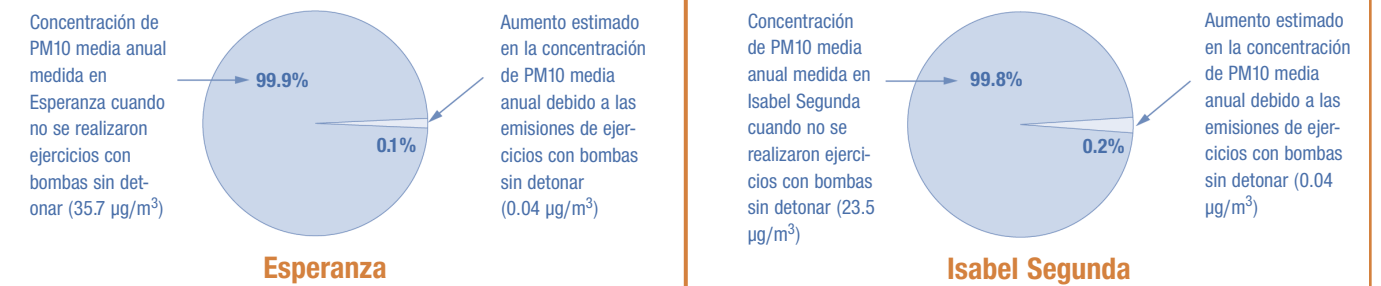 Concentración de
PM10 media anual
medida en
Esperanza cuando
no se realizaron
ejercicios con
bombas sin det-
onar (35.7 µg/m³)
99.9%
0.1%
Aumento estimado
en la concentración
de PM10 media
anual debido a las
emisiones de ejer-
cicios con bombas
sin detonar
(0.04 µg/m³)
Esperanza
Concentración
de PM10 media
anual medida en
Isabel Segunda
cuando no se
realizaron ejerci-
cios con bombas
sin detonar (23.5
µg/m³)
99.8%
0.2%
Aumento estimado
en la concentración
de PM10 media
anual debido a las
emisiones de ejer-
cicios con bombas
sin detonar (0.04
µg/m³)
Isabel Segunda